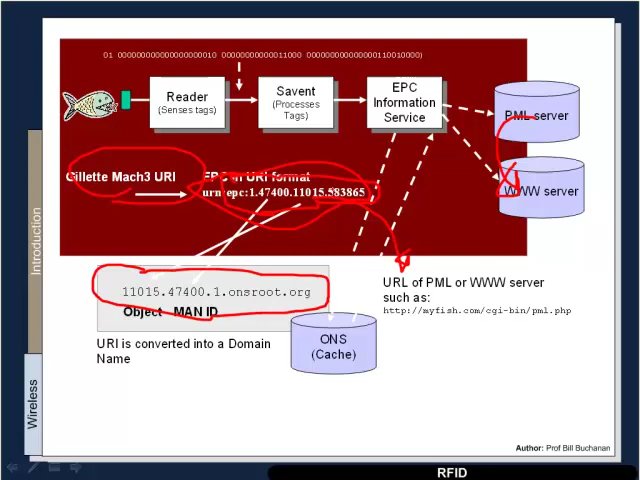 01 000000000000000000010 00000000000011000 000000000000000110010000)
Reader
(Senses tags)
Savent
(Processes
Tags)
EPC
Information
Service
PML server
WWW server
Gillette Mach3 URI
EPC in URI format
urn:epc:1.47400.11015.583865
11015.47400.1.onsroot.org
Object MAN ID
URI is converted into a Domain
Name
ONS
(Cache)
URL of PML or WWW server
such as:
http://myfish.com/cgi-bin/pml.php
Introduction
Wireless
Author: Prof Bill Buchanan
RFID